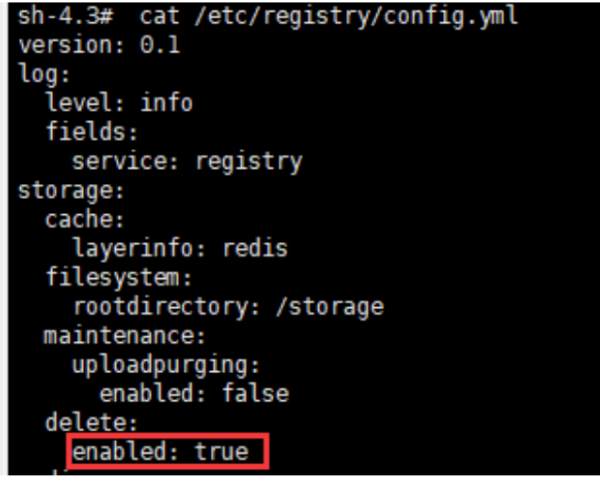 sh-4.3#  cat /etc/registry/config.yml
version: 0.1
log:
  level: info
  fields:
    service: registry
storage:
  cache:
    layerinfo: redis
  filesystem:
    rootdirectory: /storage
  maintenance:
    uploadpurging:
      enabled: false
  delete:
    enabled: true